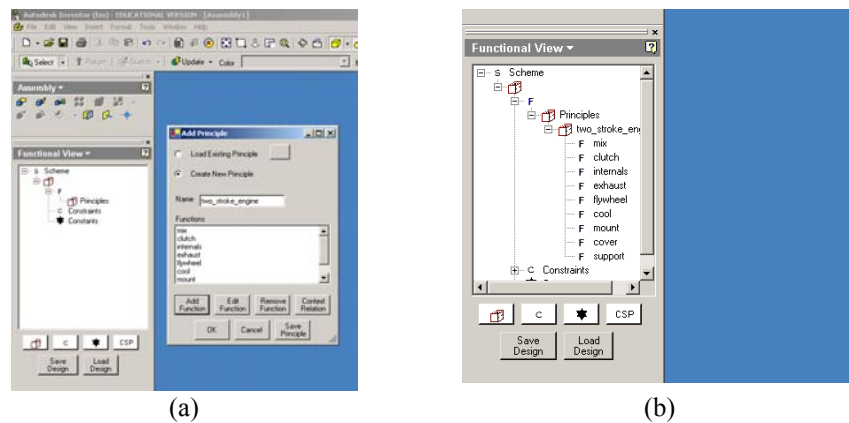 Autodesk Inventor (tm) - EDUCATIONAL VERSION - [Assembly1]
File Edit View Insert Format Tools Window Help
Select Return Sketch Update Color
Assembly
Functional View
S Scheme
F
Principles
C Constraints
Constants
C CSP
Save Design
Load Design
Add Principle
Load Existing Principle
Create New Principle
Name two_stroke_engine
Functions
mix
clutch
internals
exhaust
flywheel
cool
mount
Add Function
Edit Function
Remove Function
Context Relation
OK
Cancel
Save Principle
(a)
Functional View
S Scheme
F
Principles
two_stroke_en
F mix
F clutch
F internals
F exhaust
F flywheel
F cool
F mount
F cover
F support
C Constraints
C CSP
Save Design
Load Design
(b)